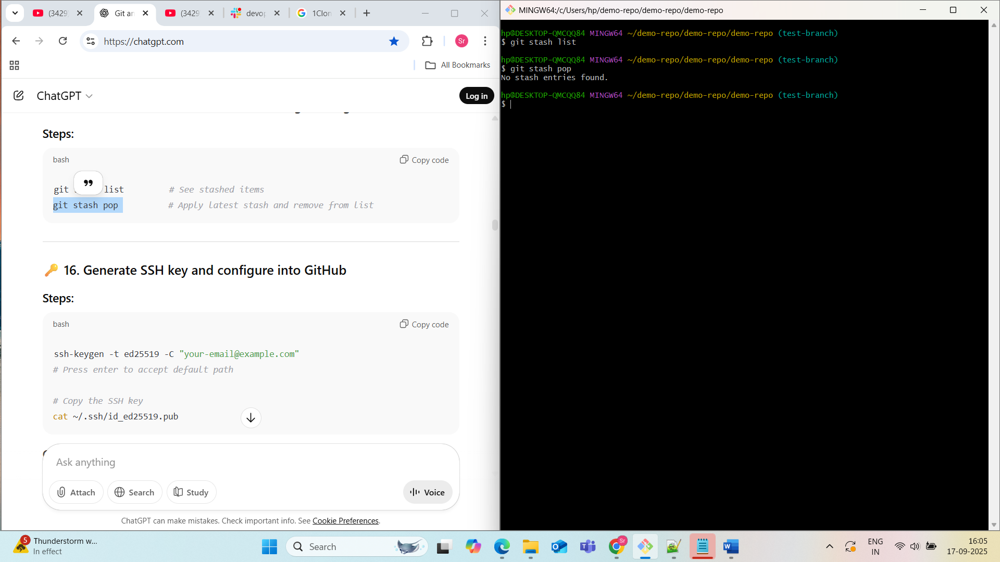 (3429)
Git an
(3429
devop
1Clon
https://chatgpt.com
Sr
All Bookmarks
ChatGPT
Log in
Steps:
bash
Copy code
git list # See stashed items
git stash pop # Apply latest stash and remove from list
🔑 16. Generate SSH key and configure into GitHub
Steps:
bash
Copy code
ssh-keygen -t ed25519 -C "your-email@example.com"
# Press enter to accept default path
# Copy the SSH key
cat ~/.ssh/id_ed25519.pub
Ask anything
Attach
Search
Study
Voice
ChatGPT can make mistakes. Check important info. See Cookie Preferences.
MINGW64:/c/Users/hp/demo-repo/demo-repo/demo-repo
hp@DESKTOP-QMCQQ84 MINGW64 ~/demo-repo/demo-repo/demo-repo (test-branch)
$ git stash list
hp@DESKTOP-QMCQQ84 MINGW64 ~/demo-repo/demo-repo/demo-repo (test-branch)
$ git stash pop
No stash entries found.
hp@DESKTOP-QMCQQ84 MINGW64 ~/demo-repo/demo-repo/demo-repo (test-branch)
$
5
Thunderstorm w...
In effect
Search
Sr
ENG
IN
16:05
17-09-2025